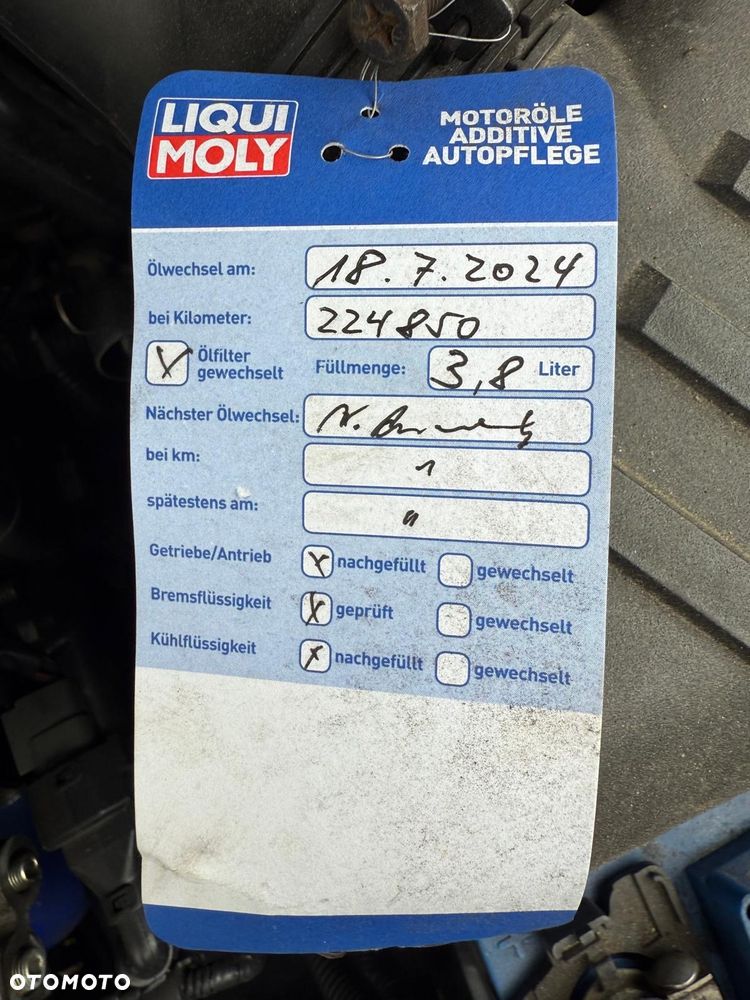 LIQUI
MOLY
MOTORÖLE
ADDITIVE
AUTOPFLEGE
Ölwechsel am: 18.7.2024
bei Kilometer: 224850
Ölfilter
gewechselt
Füllmenge: 3,8 Liter
Nächster Ölwechsel: N.
bei km:
spätestens am: "
Getriebe/Antrieb nachgefüllt gewechselt
Bremsflüssigkeit geprüft gewechselt
Kühlflüssigkeit nachgefüllt gewechselt
OTOMOTO